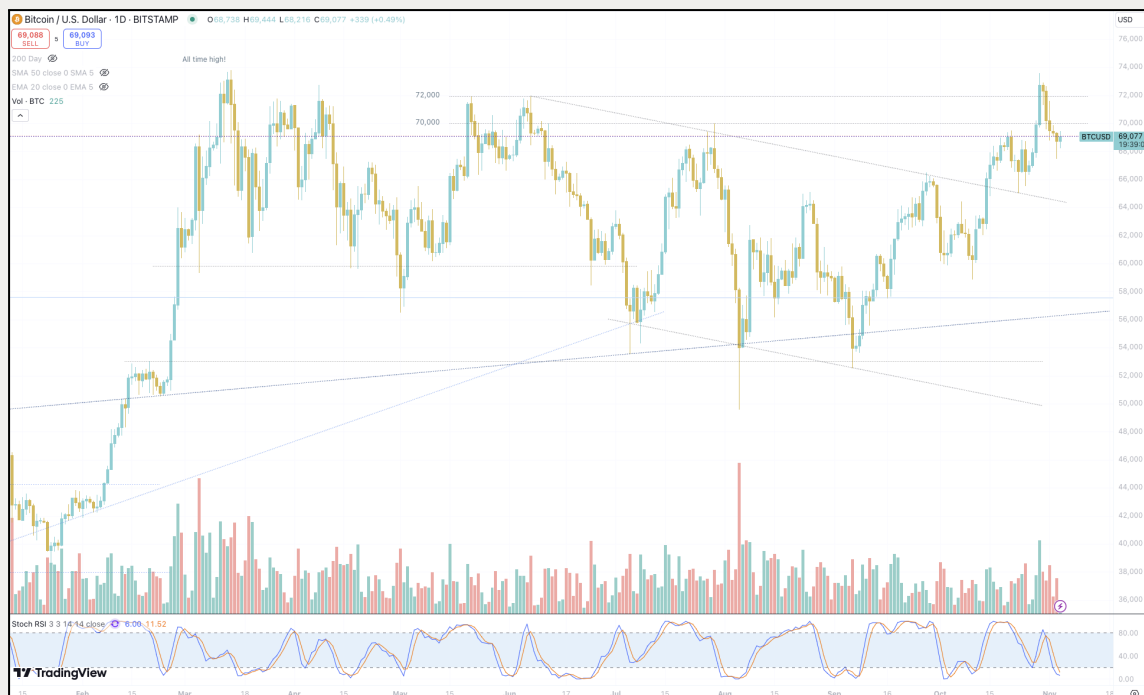 Bitcoin / U.S. Dollar · 1D · BITSTAMP O68,738 H69,444 L68,216 C69,077 +339 (+0.49%)
USD
69,088 SELL 5 69,093 BUY
200 Day
SMA 50 close 0 SMA 5
EMA 20 close 0 EMA 5
Vol · BTC 225
All time high!
72,000
70,000
76,000
74,000
72,000
70,000
BTCUSD 69,077
19:39:0
68,000
66,000
64,000
62,000
60,000
58,000
56,000
54,000
52,000
50,000
48,000
46,000
44,000
42,000
40,000
38,000
36,000
Stoch RSI 3 3 14 14 close 6.00 11.52
80.00
40.00
0.00
TradingView
15 Feb 15 Mar 15 Apr 15 May 15 Jun 17 Jul 15 Aug 15 Sep 16 Oct 15 Nov 18